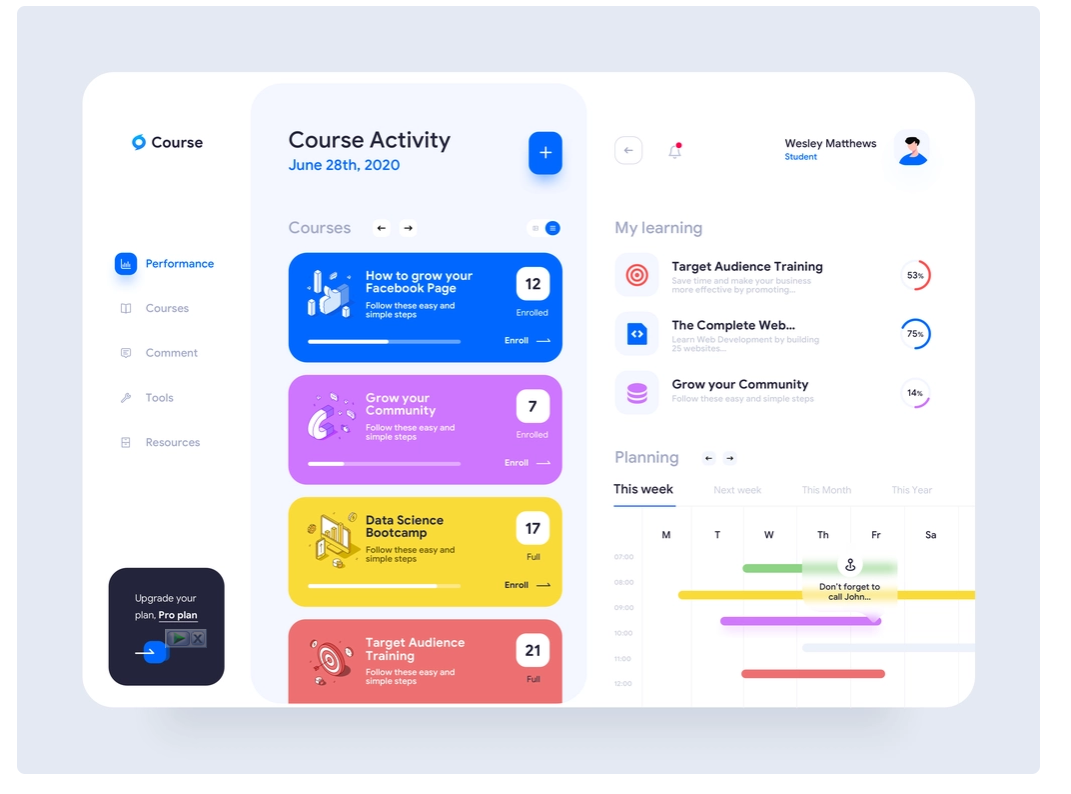 Course
Performance
Courses
Comment
Tools
Resources
Upgrade your
plan, Pro plan
Course Activity
June 28th, 2020
+
Courses
How to grow your
Facebook Page
Follow these easy and
simple steps
12
Enrolled
Enroll
Grow your
Community
Follow these easy and
simple steps
7
Enrolled
Enroll
Data Science
Bootcamp
Follow these easy and
simple steps
17
Full
Enroll
Target Audience
Training
Follow these easy and
simple steps
21
Full
Wesley Matthews
Student
My learning
Target Audience Training
Save time and make your business
more effective by promoting...
53%
The Complete Web...
Learn Web Development by building
25 websites...
75%
Grow your Community
Follow these easy and simple steps
14%
Planning
This week Next week This Month This Year
M T W Th Fr Sa
07:00
08:00
09:00
10:00
11:00
12:00
Don't forget to
call John...